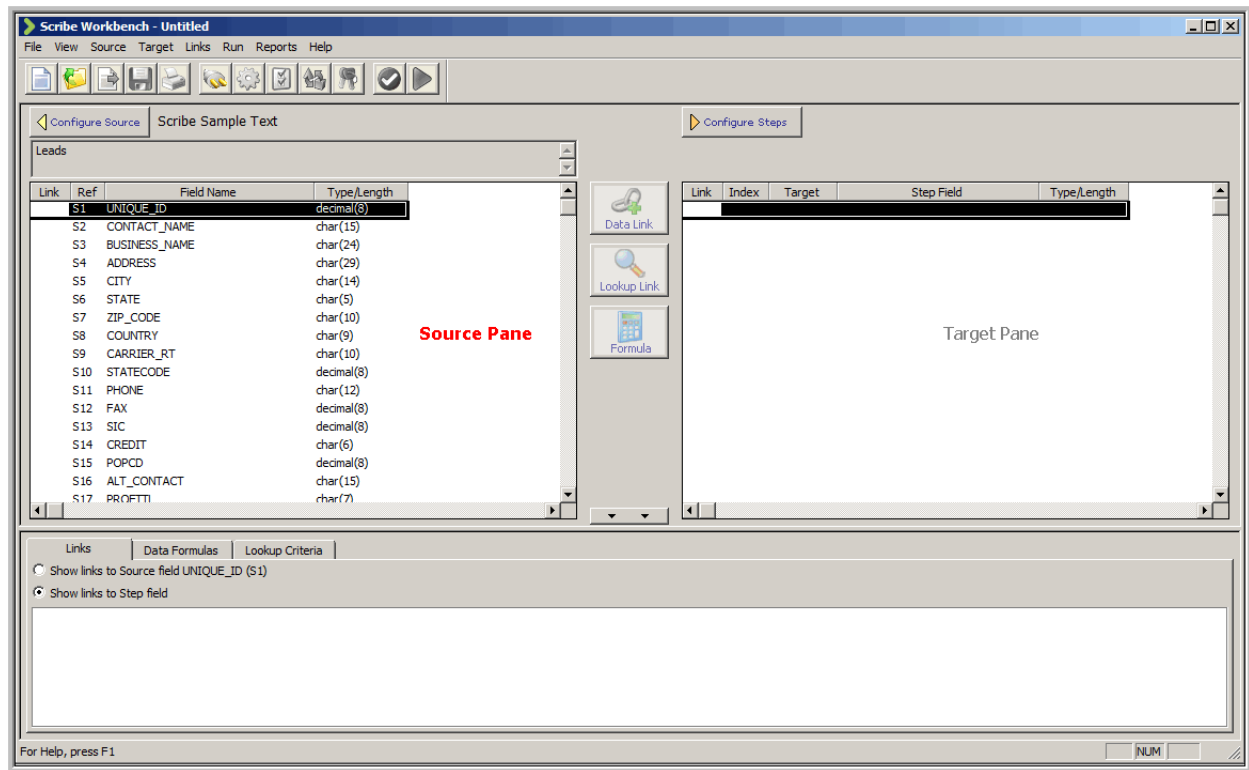 Scribe Workbench - Untitled
File View Source Target Links Run Reports Help
Configure Source Scribe Sample Text Configure Steps
Leads
Link Ref Field Name Type/Length Link Index Target Step Field Type/Length
S1 UNIQUE_ID decimal(8)
S2 CONTACT_NAME char(15) Data Link
S3 BUSINESS_NAME char(24)
S4 ADDRESS char(29)
S5 CITY char(14) Lookup Link
S6 STATE char(5)
S7 ZIP_CODE char(10)
S8 COUNTRY char(9) Source Pane Target Pane
S9 CARRIER_RT char(10) Formula
S10 STATECODE decimal(8)
S11 PHONE char(12)
S12 FAX decimal(8)
S13 SIC decimal(8)
S14 CREDIT char(6)
S15 POPCD decimal(8)
S16 ALT_CONTACT char(15)
S17 char(7)
Links Data Formulas Lookup Criteria
Show links to Source field UNIQUE_ID (S1)
Show links to Step field
For Help, press F1 NUM